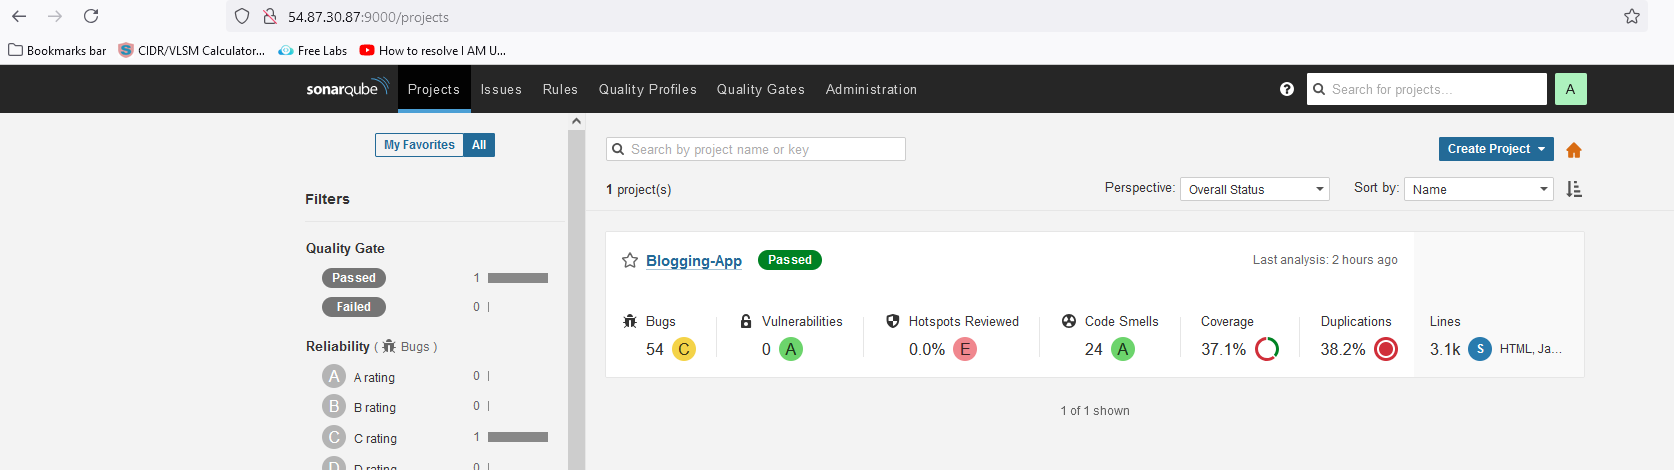 54.87.30.87:9000/projects
Bookmarks bar CIDR/VLSM Calculator... Free Labs How to resolve I AM U...
sonarqube Projects Issues Rules Quality Profiles Quality Gates Administration ? Search for projects... A
My Favorites All
Search by project name or key
Create Project
Filters
1 project(s)
Perspective: Overall Status Sort by: Name
Quality Gate
Passed 1
Failed 0
Reliability ( Bugs )
A A rating 0
B B rating 0
C C rating 1
D D rating 0
Blogging-App Passed Last analysis: 2 hours ago
Bugs Vulnerabilities Hotspots Reviewed Code Smells Coverage Duplications Lines
54 C 0 A 0.0% E 24 A 37.1% 38.2% 3.1k S HTML, Ja...
1 of 1 shown